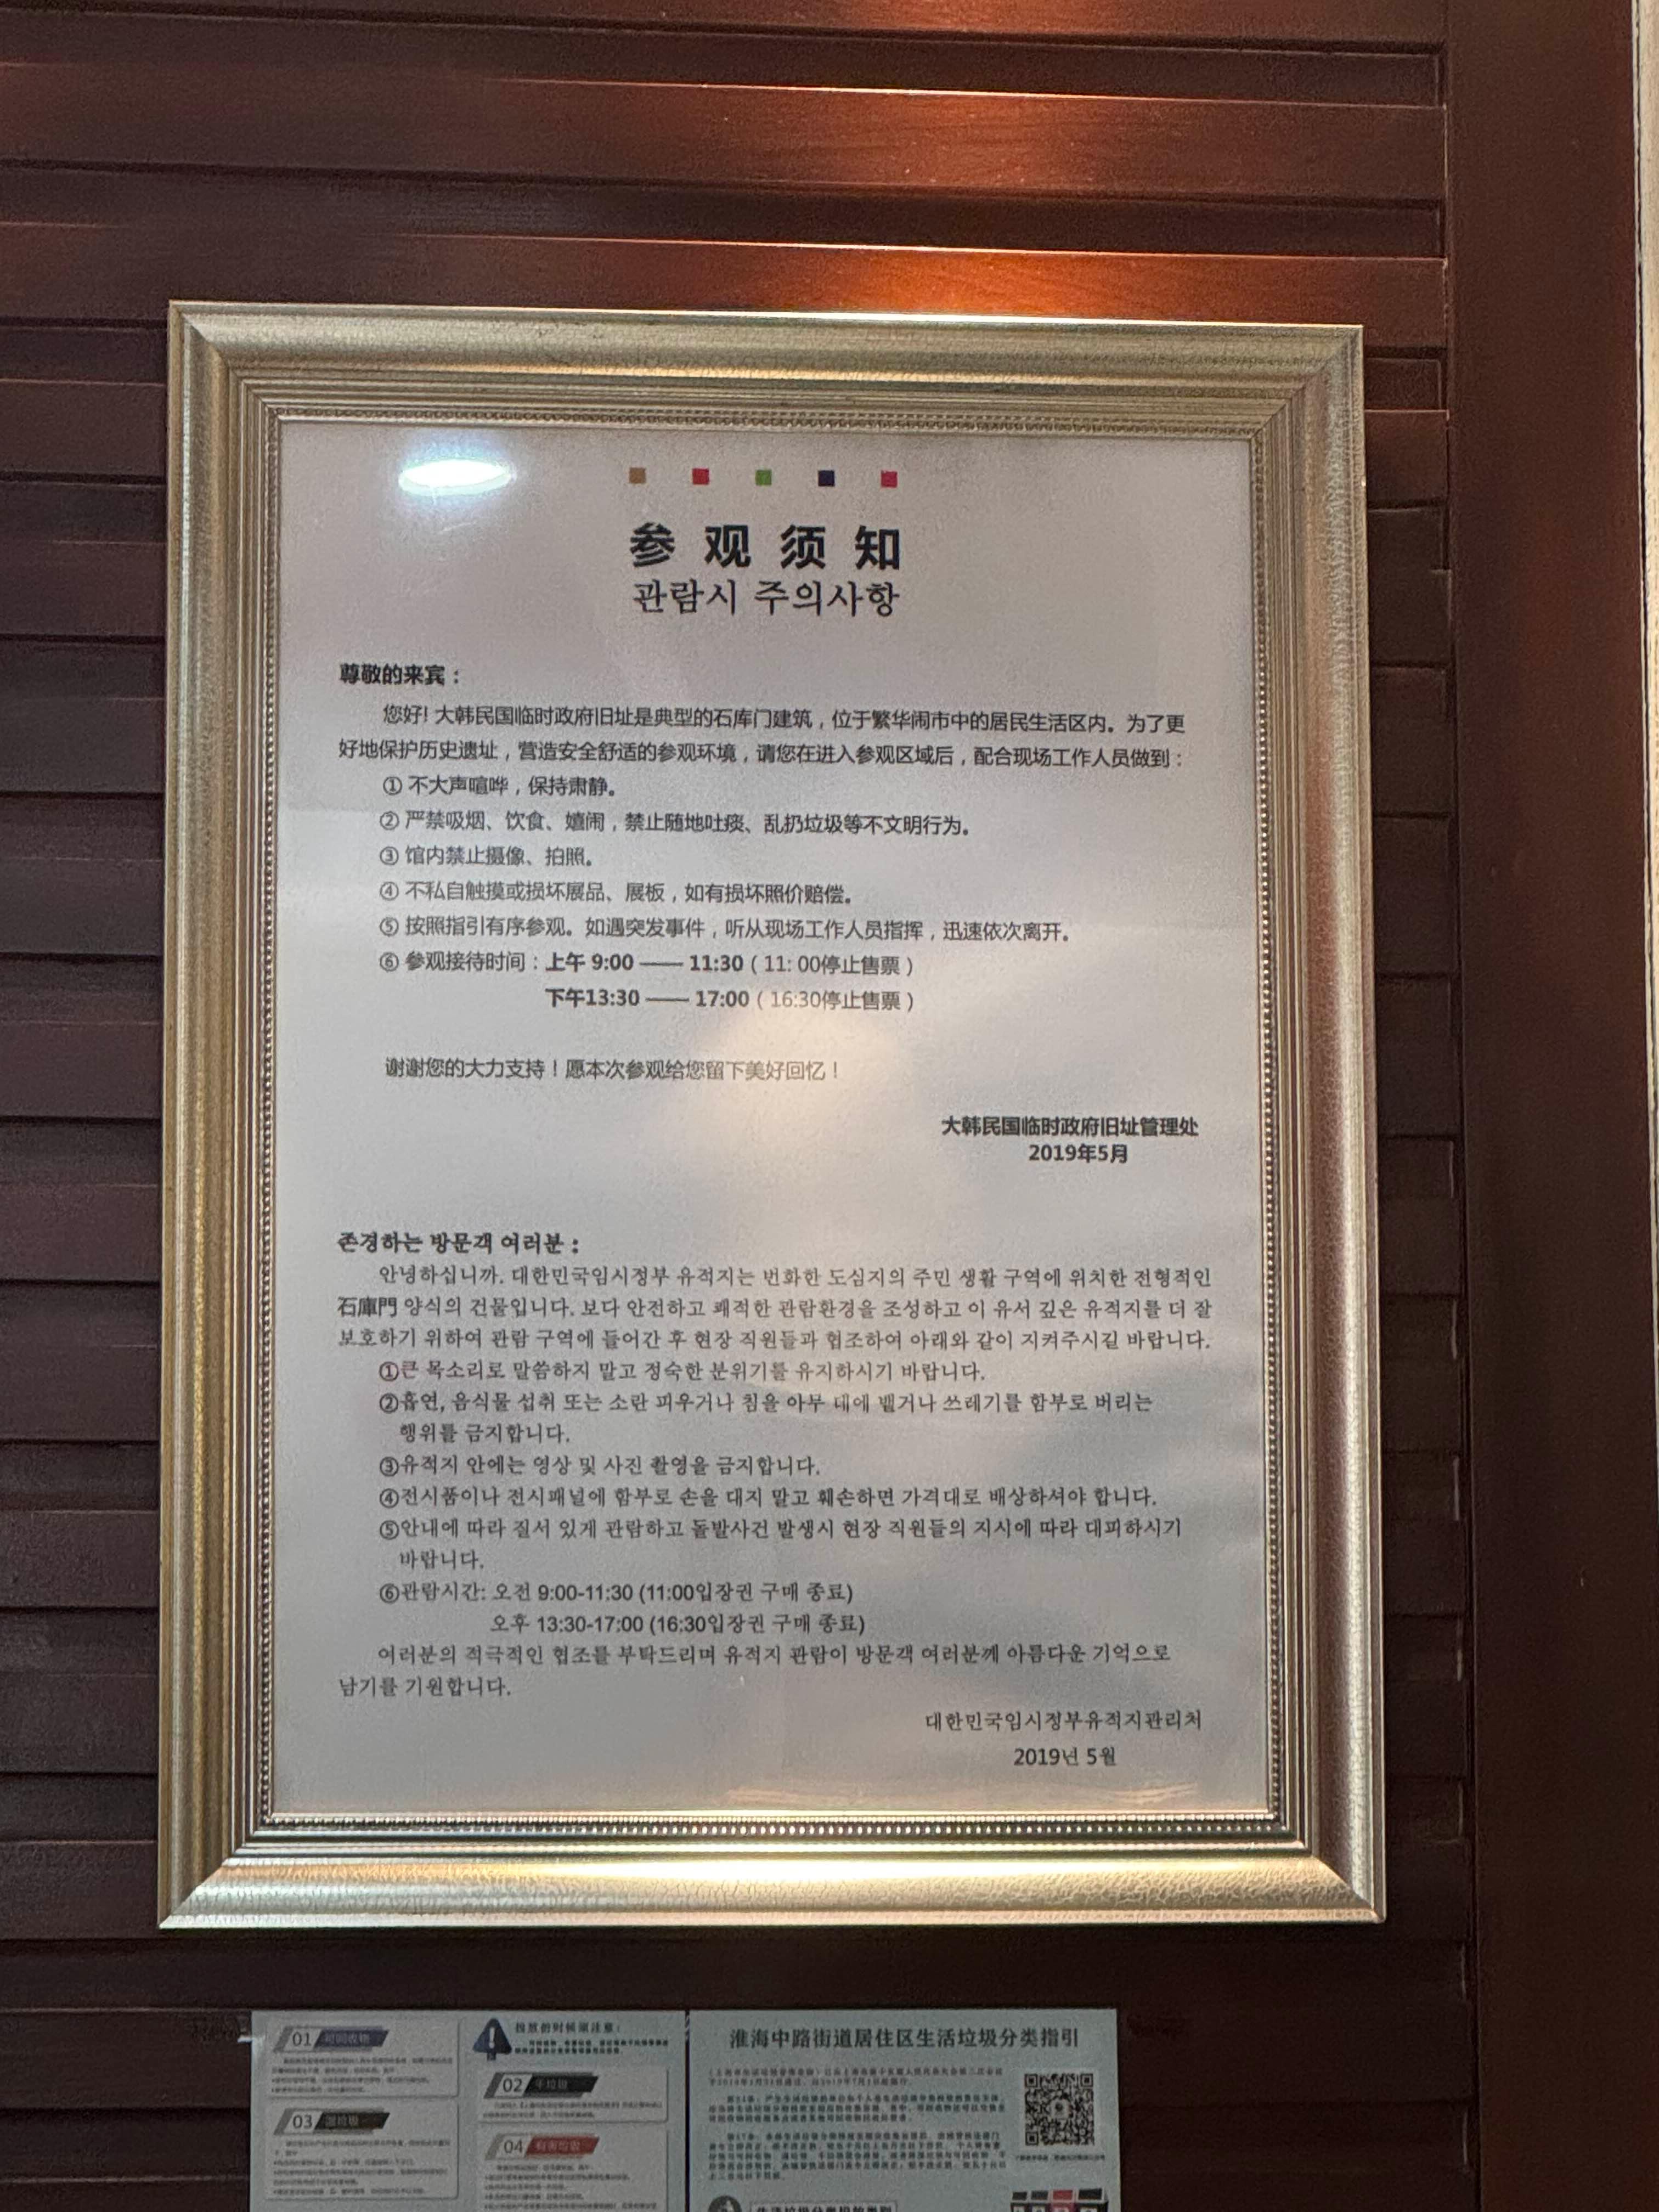 参观须知
관람시 주의사항
尊敬的来宾：
您好! 大韩民国临时政府旧址是典型的石库门建筑，位于繁华闹市中的居民生活区内。为了更
好地保护历史遗址，营造安全舒适的参观环境，请您在进入参观区域后，配合现场工作人员做到：
① 不大声喧哗，保持肃静。
② 严禁吸烟、饮食、嬉闹，禁止随地吐痰、乱扔垃圾等不文明行为。
③ 馆内禁止摄像、拍照。
④ 不私自触摸或损坏展品、展板，如有损坏照价赔偿。
⑤ 按照指引有序参观。如遇突发事件，听从现场工作人员指挥，迅速依次离开。
⑥ 参观接待时间：上午 9:00 —— 11:30（11: 00停止售票）
下午13:30 —— 17:00（16:30停止售票）
谢谢您的大力支持！愿本次参观给您留下美好回忆！
大韩民国临时政府旧址管理处
2019年5月
존경하는 방문객 여러분 :
안녕하십니까. 대한민국임시정부 유적지는 번화한 도심지의 주민 생활 구역에 위치한 전형적인
石庫門 양식의 건물입니다. 보다 안전하고 쾌적한 관람환경을 조성하고 이 유서 깊은 유적지를 더 잘
보호하기 위하여 관람 구역에 들어간 후 현장 직원들과 협조하여 아래와 같이 지켜주시길 바랍니다.
①큰 목소리로 말씀하지 말고 정숙한 분위기를 유지하시기 바랍니다.
②흡연, 음식물 섭취 또는 소란 피우거나 침을 아무 대에 뱉거나 쓰레기를 함부로 버리는
행위를 금지합니다.
③유적지 안에는 영상 및 사진 촬영을 금지합니다.
④전시품이나 전시패널에 함부로 손을 대지 말고 훼손하면 가격대로 배상하셔야 합니다.
⑤안내에 따라 질서 있게 관람하고 돌발사건 발생시 현장 직원들의 지시에 따라 대피하시기
바랍니다.
⑥관람시간: 오전 9:00-11:30 (11:00입장권 구매 종료)
오후 13:30-17:00 (16:30입장권 구매 종료)
여러분의 적극적인 협조를 부탁드리며 유적지 관람이 방문객 여러분께 아름다운 기억으로
남기를 기원합니다.
대한민국임시정부유적지관리처
2019년 5월
01 可回收物
投放的时候须注意：
02 干垃圾
03 湿垃圾
04 有害垃圾
淮海中路街道居住区生活垃圾分类指引